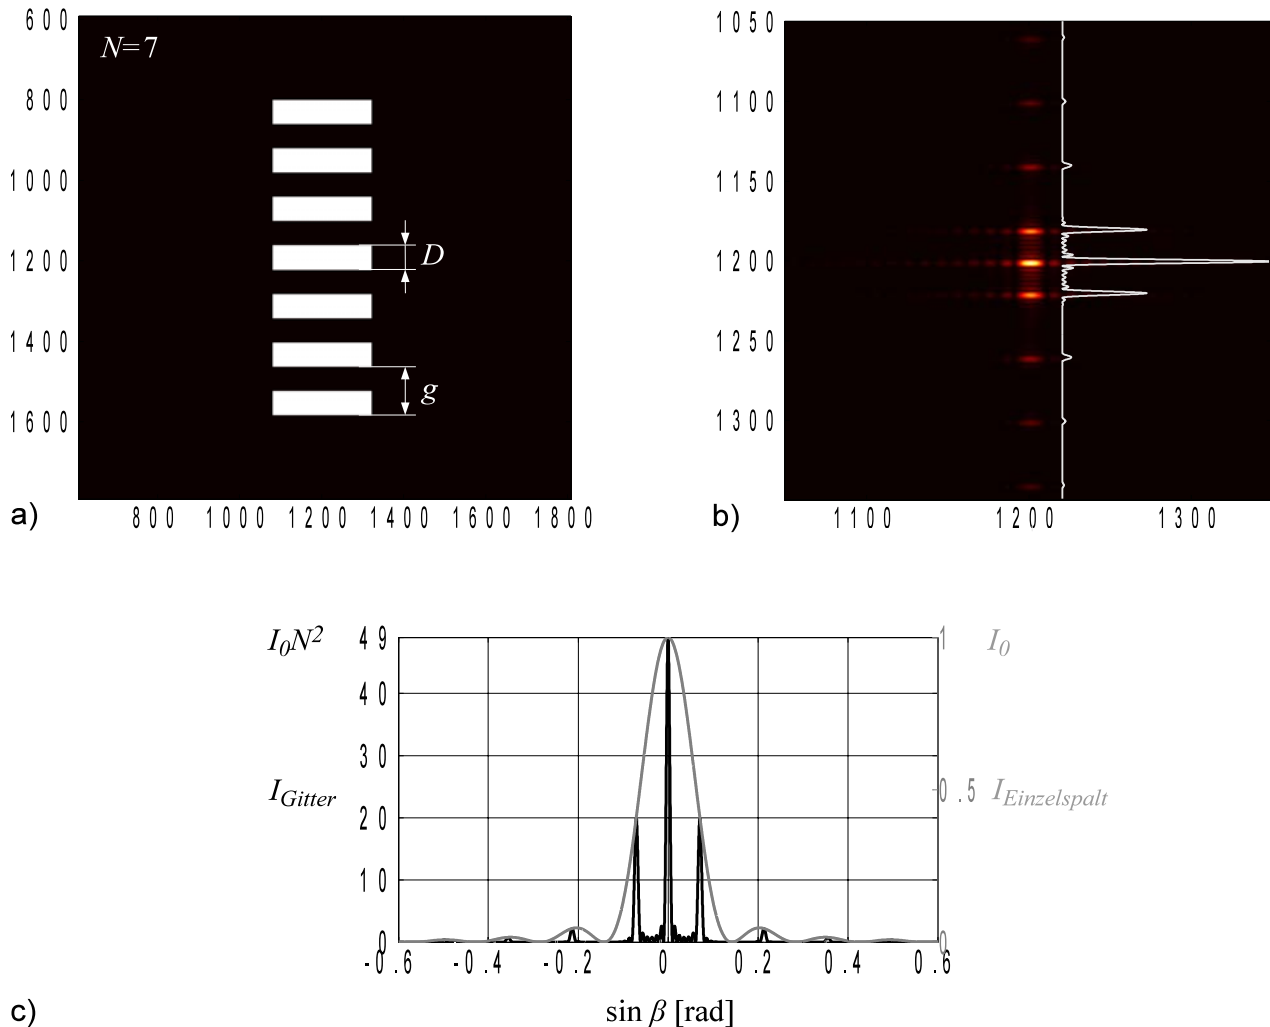 600
N=7
800
1000
1200
1400
1600
D
g
a)
800 1000 1200 1400 1600 1800
1050
1100
1150
1200
1250
1300
b)
1100 1200 1300
I0N2 49 1 I0
40
30
IGitter 0.5 IEinzelspalt
20
10
0 0
-0.6 -0.4 -0.2 0 0.2 0.4 0.6
c)
sin β [rad]